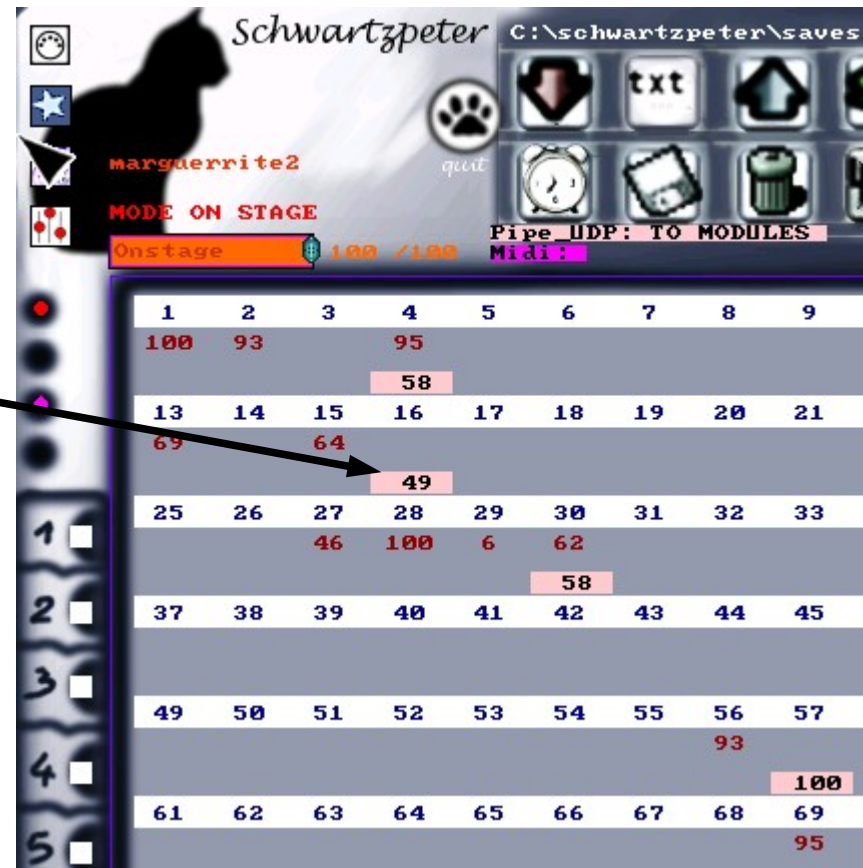 Schwartzpeter
C:\schwartzpeter\saves
txt
marguerrite2
quit
MODE ON STAGE
Onstage 100 /100
Pipe_UDP: TO MODULES
Midi:
1 2 3 4 5 6 7 8 9
100 93 95
58
13 14 15 16 17 18 19 20 21
69 64
49
25 26 27 28 29 30 31 32 33
1
46 100 6 62
58
2
37 38 39 40 41 42 43 44 45
3
49 50 51 52 53 54 55 56 57
93
4
100
61 62 63 64 65 66 67 68 69
5
95